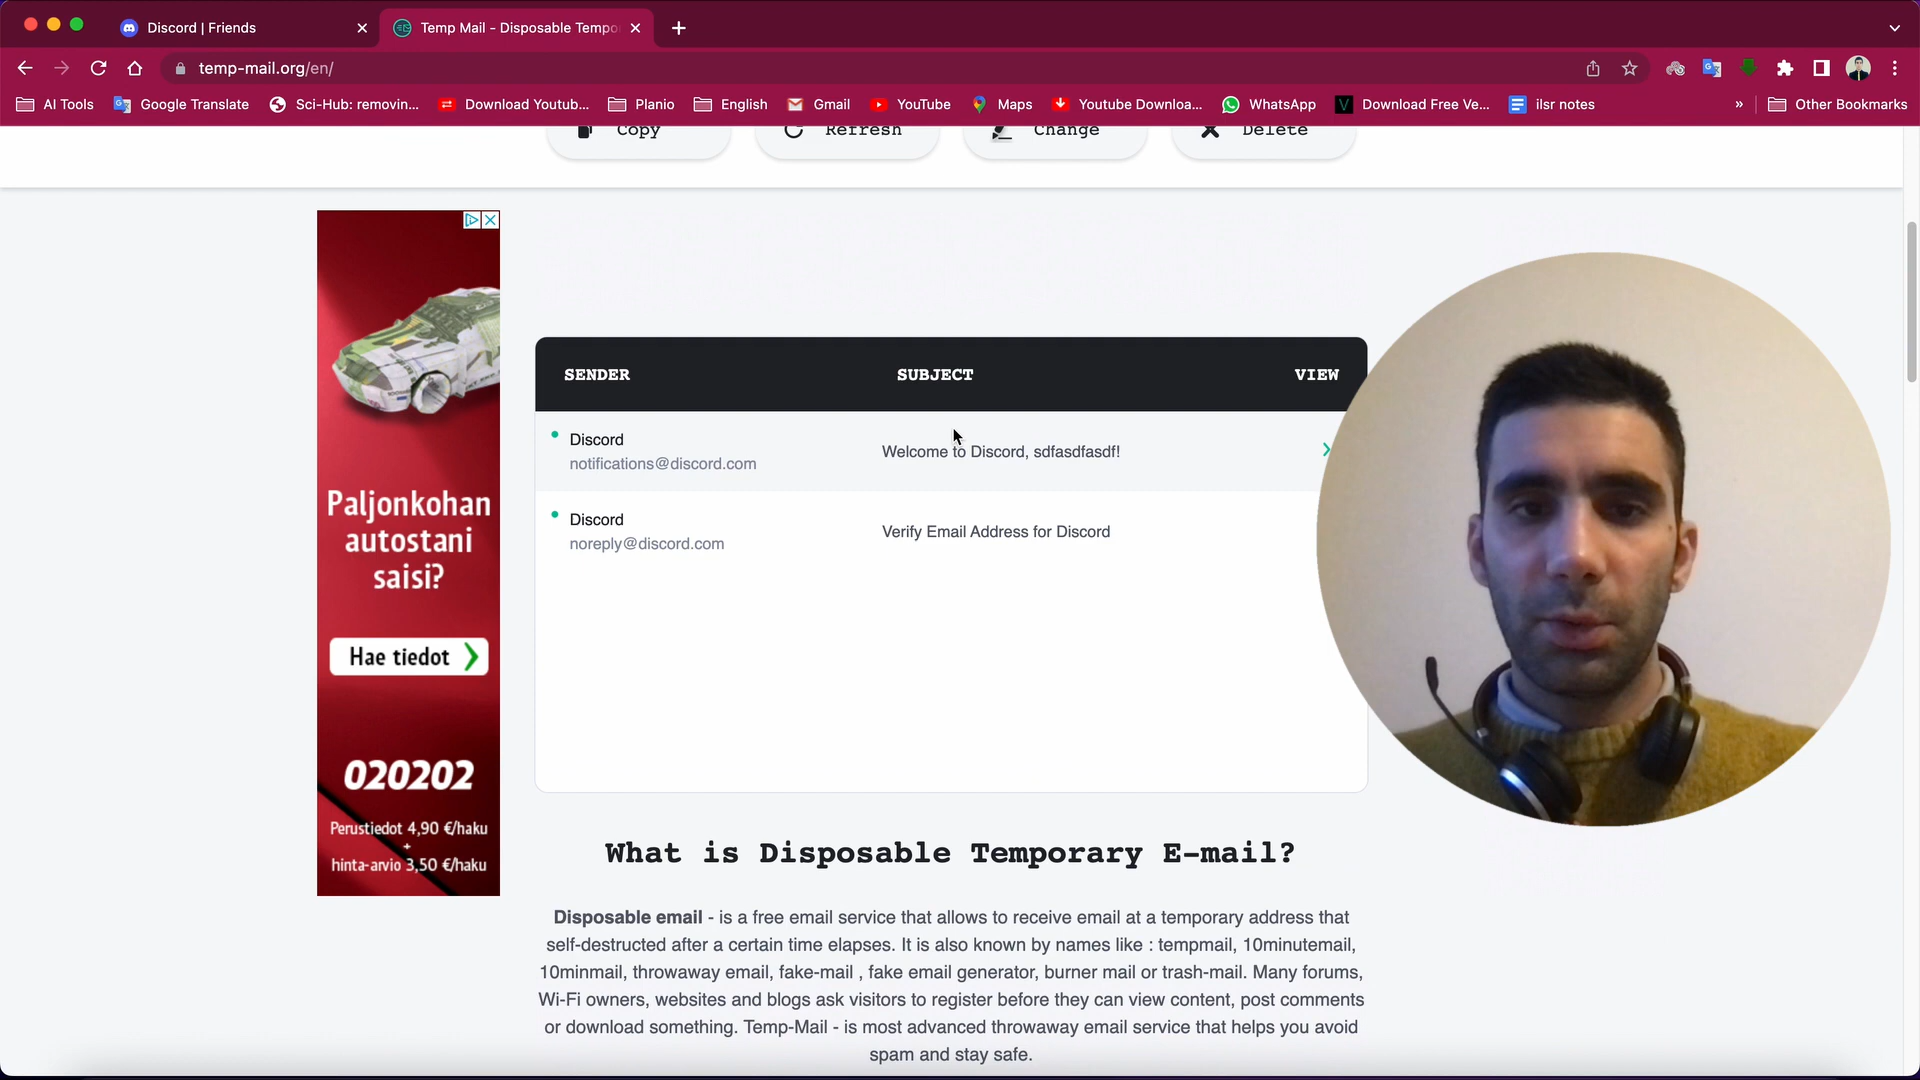 Discord | Friends
Temp Mail - Disposable Tempo
temp-mail.org/en/
AI Tools
Google Translate
Sci-Hub: removin...
Download Youtub...
Planio
English
Gmail
YouTube
Maps
Youtube Downloa...
WhatsApp
Download Free Ve...
ilsr notes
»
Other Bookmarks
Copy
Refresh
Change
Delete
Paljonkohan
autostani
saisi?
Hae tiedot
020202
Perustiedot 4,90 €/haku
+
hinta-arvio 3,50 €/haku
SENDER SUBJECT VIEW
Discord
notifications@discord.com
Welcome to Discord, sdfasdfasdf!
Discord
noreply@discord.com
Verify Email Address for Discord
What is Disposable Temporary E-mail?
Disposable email - is a free email service that allows to receive email at a temporary address that
self-destructed after a certain time elapses. It is also known by names like : tempmail, 10minutemail,
10minmail, throwaway email, fake-mail , fake email generator, burner mail or trash-mail. Many forums,
Wi-Fi owners, websites and blogs ask visitors to register before they can view content, post comments
or download something. Temp-Mail - is most advanced throwaway email service that helps you avoid
spam and stay safe.